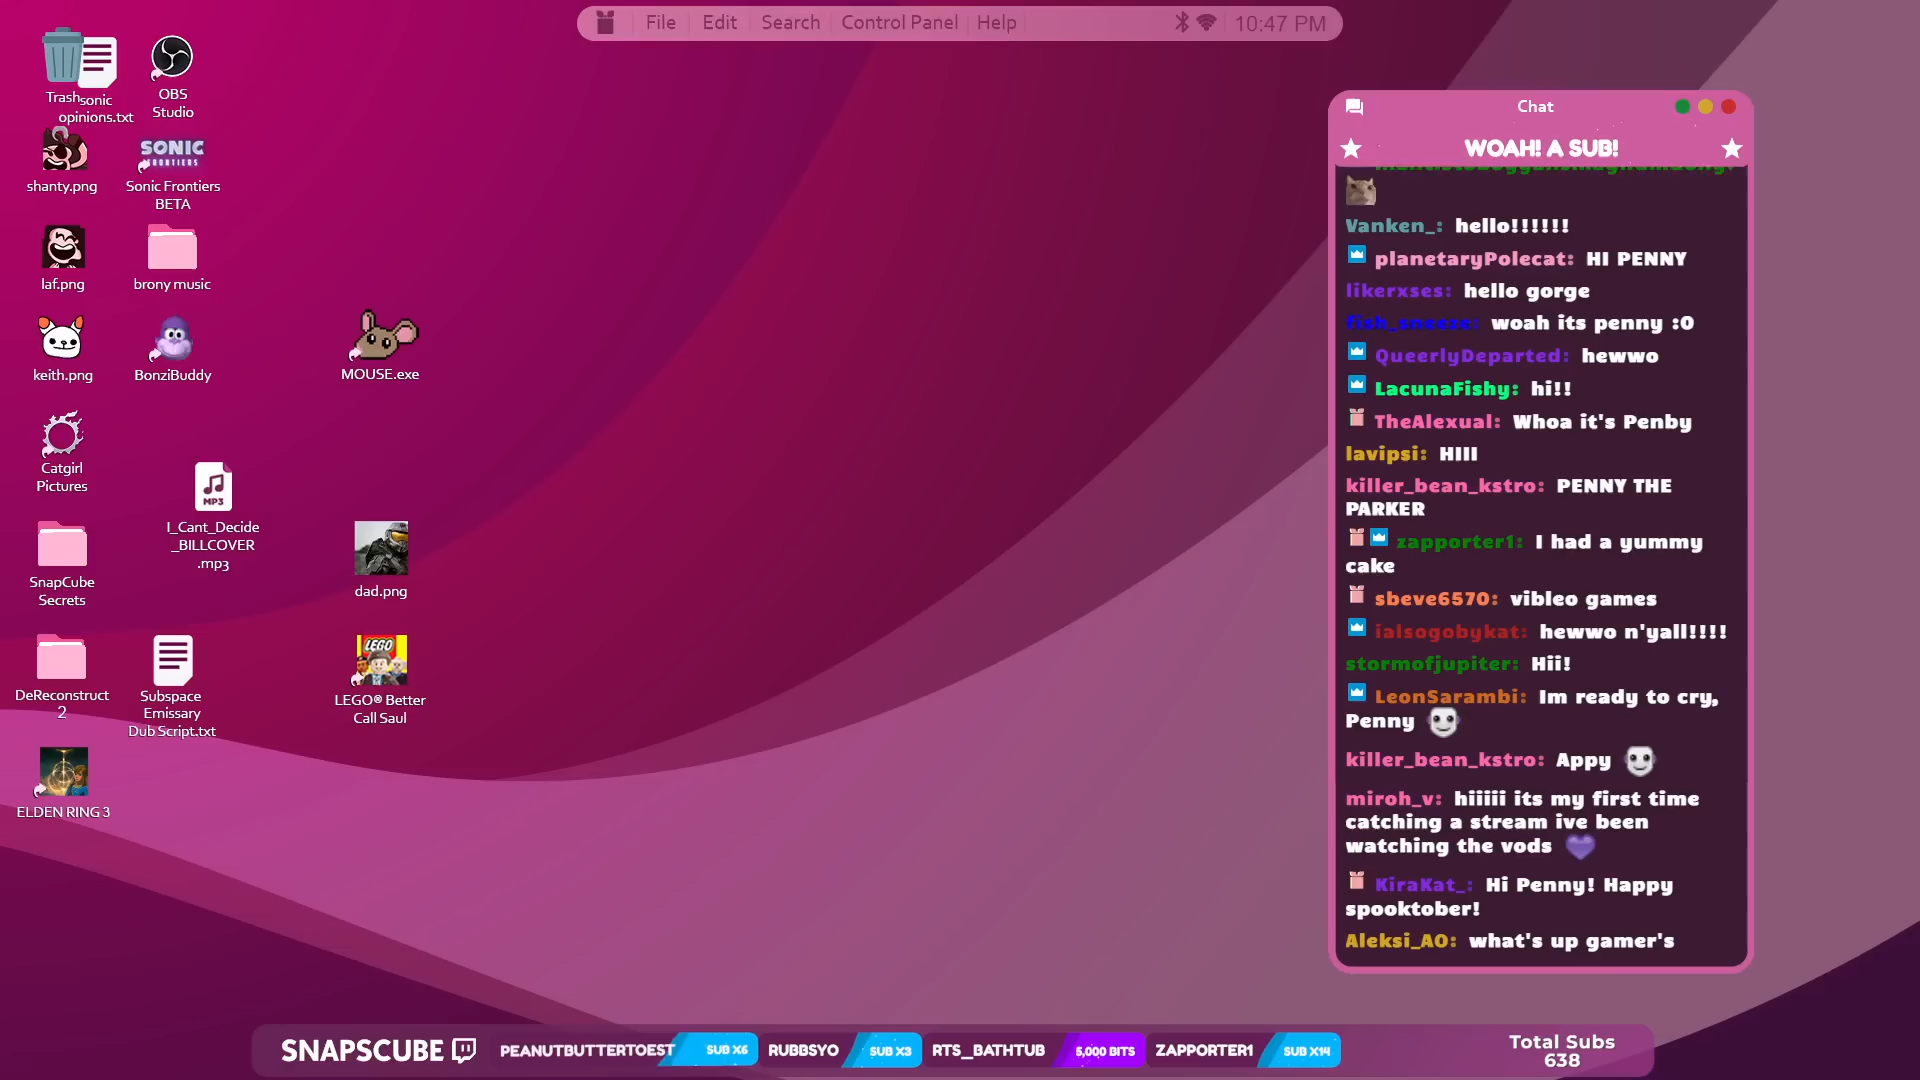 File Edit Search Control Panel Help 10:47 PM
Trash
sonic
opinions.txt
OBS
Studio
shanty.png
SONIC
FRONTIERS
Sonic Frontiers
BETA
laf.png
brony music
keith.png
BonziBuddy
MOUSE.exe
Catgirl
Pictures
MP3
I_Cant_Decide
_BILLCOVER
.mp3
SnapCube
Secrets
dad.png
DeReconstruct
2
Subspace
Emissary
Dub Script.txt
LEGO
LEGO® Better
Call Saul
ELDEN RING 3
Chat
WOAH! A SUB!
Vanken_: hello!!!!!!
planetaryPolecat: HI PENNY
likerxses: hello gorge
fish_sneeze: woah its penny :0
QueerlyDeparted: hewwo
LacunaFishy: hi!!
TheAlexual: Whoa it's Penby
lavipsi: HIII
killer_bean_kstro: PENNY THE
PARKER
zapporter1: I had a yummy
cake
sbeve6570: vibleo games
ialsogobykat: hewwo n'yall!!!!
stormofjupiter: Hii!
LeonSarambi: Im ready to cry,
Penny
killer_bean_kstro: Appy
miroh_v: hiiiii its my first time
catching a stream ive been
watching the vods
KiraKat_: Hi Penny! Happy
spooktober!
Aleksi_AO: what's up gamer's
SNAPSCUBE PEANUTBUTTERTOEST SUB X6 RUBBSYO SUB X3 RTS_BATHTUB 5,000 BITS ZAPPORTER1 SUB X14
Total Subs
638